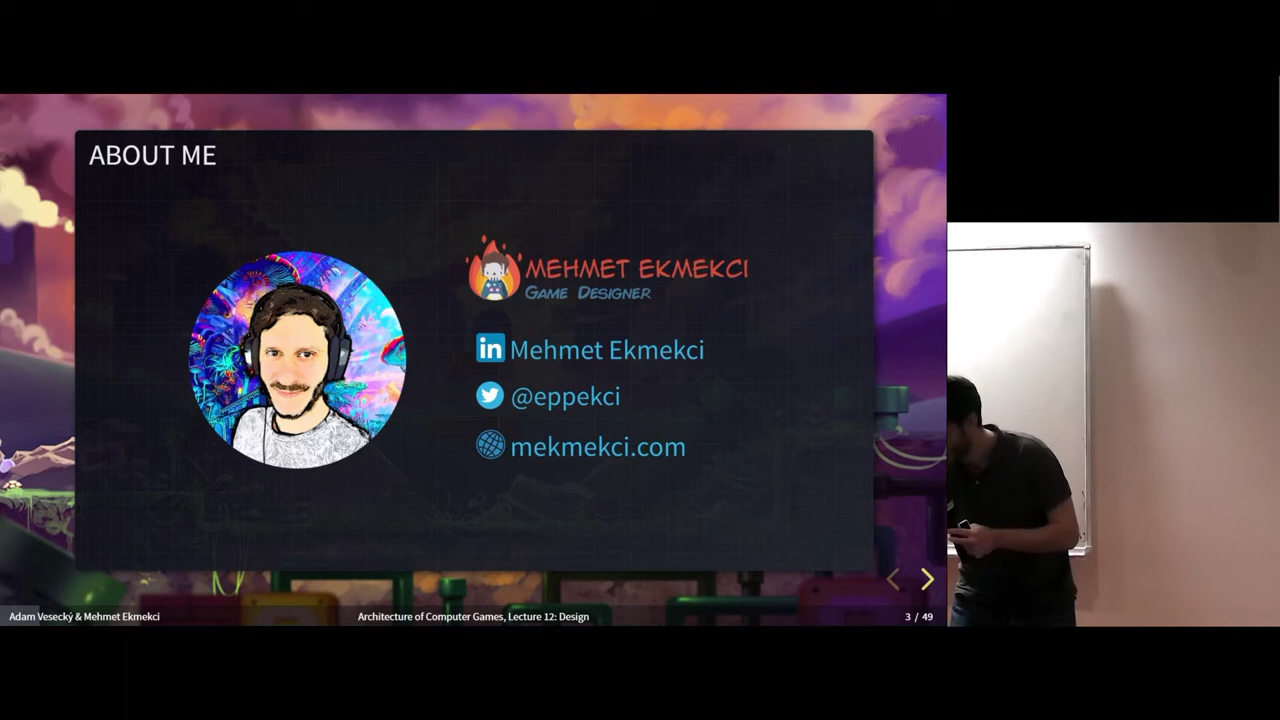 ABOUT ME
MEHMET EKMEKCI
GAME DESIGNER
in Mehmet Ekmekci
@eppekci
mekmekci.com
Adam Vesecký & Mehmet Ekmekci
Architecture of Computer Games, Lecture 12: Design
3 / 49